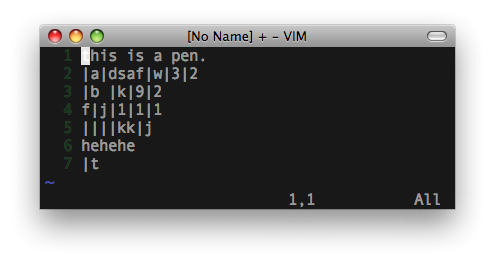 [No Name] + - VIM
1 this is a pen.
2 |a|dsaf|w|3|2
3 |b |k|9|2
4 f|j|1|1|1
5 ||||kk|j
6 hehehe
7 |t
~
1,1 All